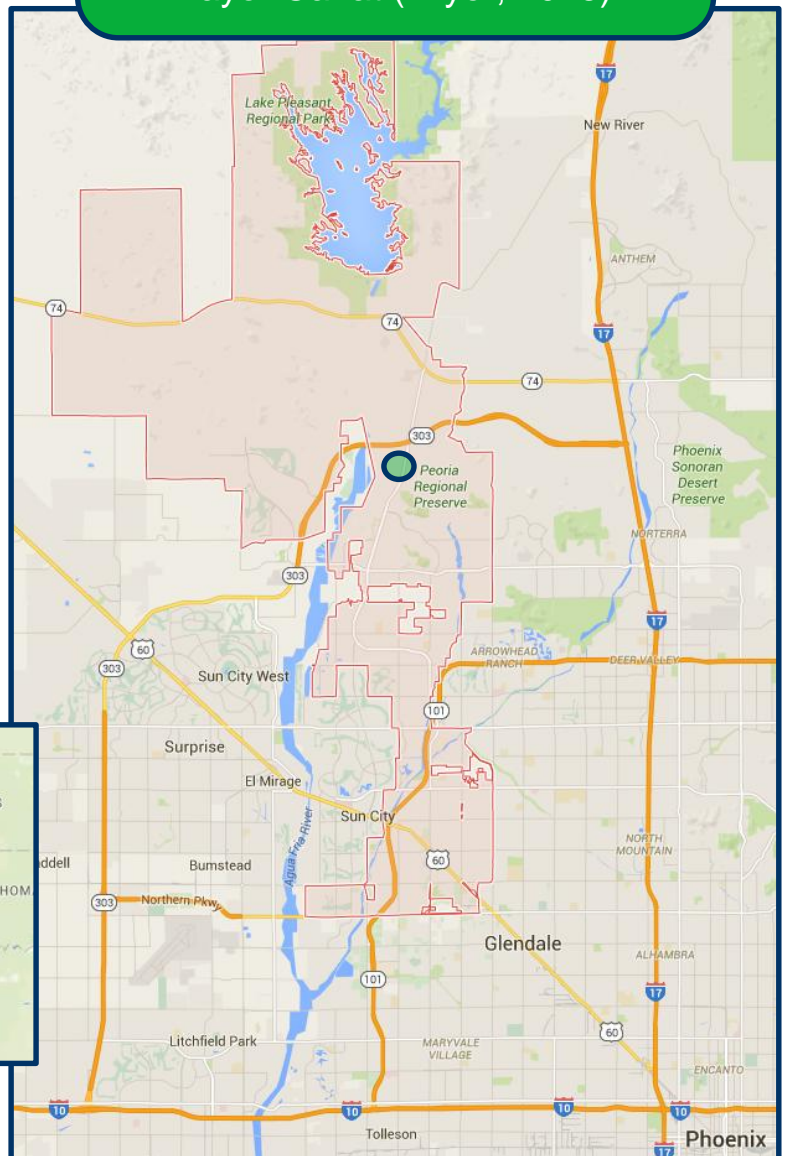 17
Lake Pleasant
Regional Park
New River
ANTHEM
74
74
17
74
303
Peoria
Regional
Preserve
Phoenix
Sonoran
Desert
Preserve
NORTERRA
303
17
60
303
Sun City West
ARROWHEAD
RANCH
DEER VALLEY
101
Surprise
El Mirage
Sun City
Agua Fria River
NORTH
MOUNTAIN
60
Bumstead
303
Northern Pkwy
Glendale
ALHAMBRA
101
17
60
Litchfield Park
MARYVALE
VILLAGE
ENCANTO
10
10
10
10
Tolleson
Phoenix
17